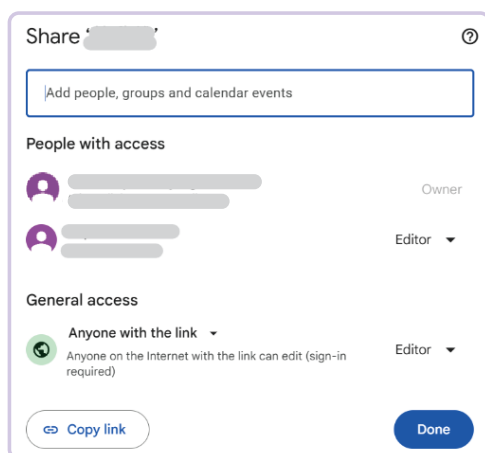 Share ‘ ’
Add people, groups and calendar events
People with access
Owner
Editor
General access
Anyone with the link
Anyone on the Internet with the link can edit (sign-in
required)
Editor
Copy link
Done